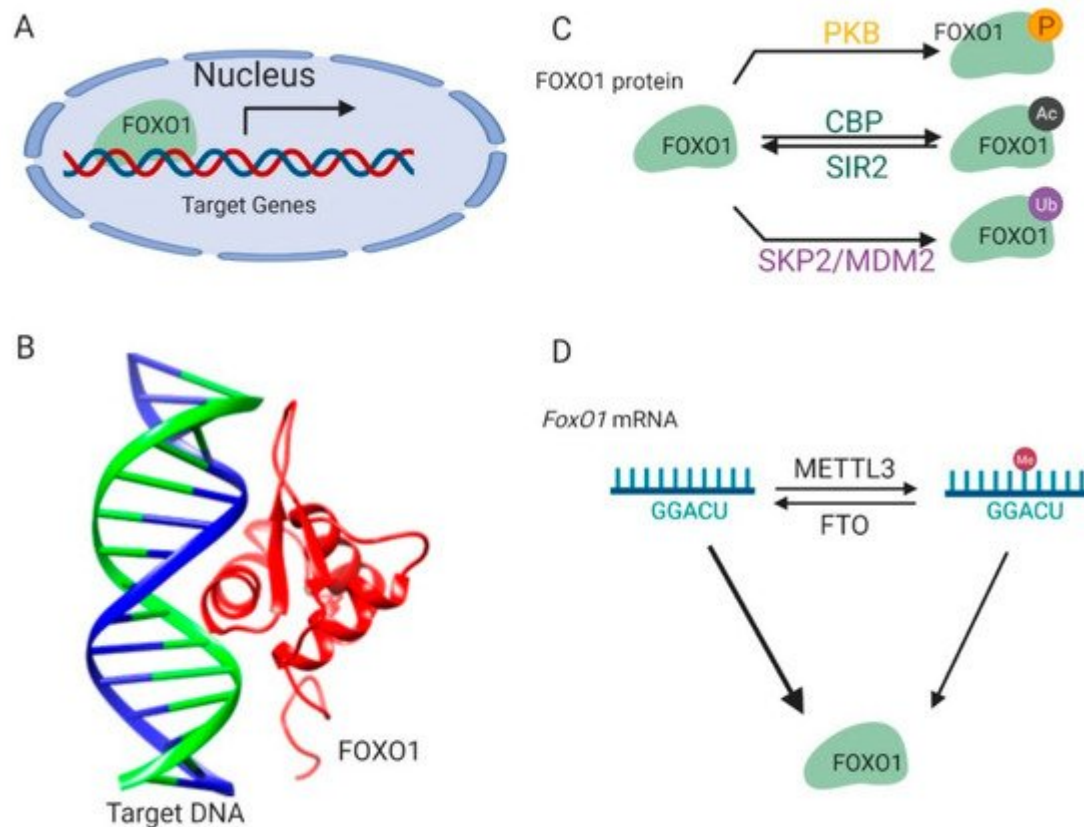 A
Nucleus
FOXO1
Target Genes
B
FOXO1
Target DNA
C
PKB
FOXO1
P
FOXO1 protein
FOXO1
CBP
SIR2
Ac
FOXO1
Ub
FOXO1
SKP2/MDM2
D
FoxO1 mRNA
METTL3
FTO
GGACU
Me
GGACU
FOXO1